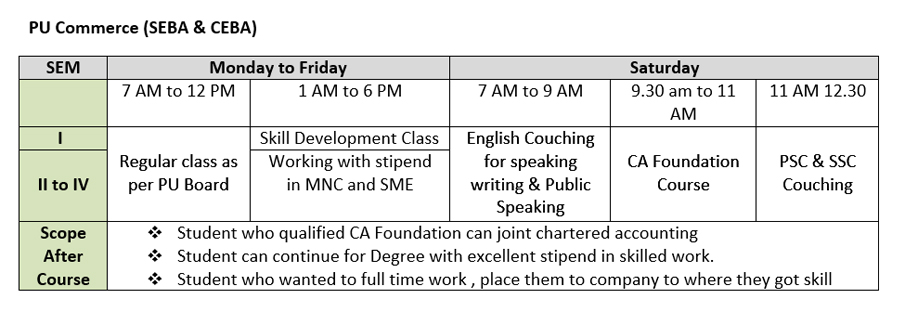 PU Commerce (SEBA & CEBA)
SEM Monday to Friday Saturday
7 AM to 12 PM 1 AM to 6 PM 7 AM to 9 AM 9.30 am to 11 AM 11 AM 12.30
I Regular class as per PU Board Skill Development Class English Couching for speaking writing & Public Speaking CA Foundation Course PSC & SSC Couching
II to IV Working with stipend in MNC and SME
Scope After Course
❖ Student who qualified CA Foundation can joint chartered accounting
❖ Student can continue for Degree with excellent stipend in skilled work.
❖ Student who wanted to full time work , place them to company to where they got skill